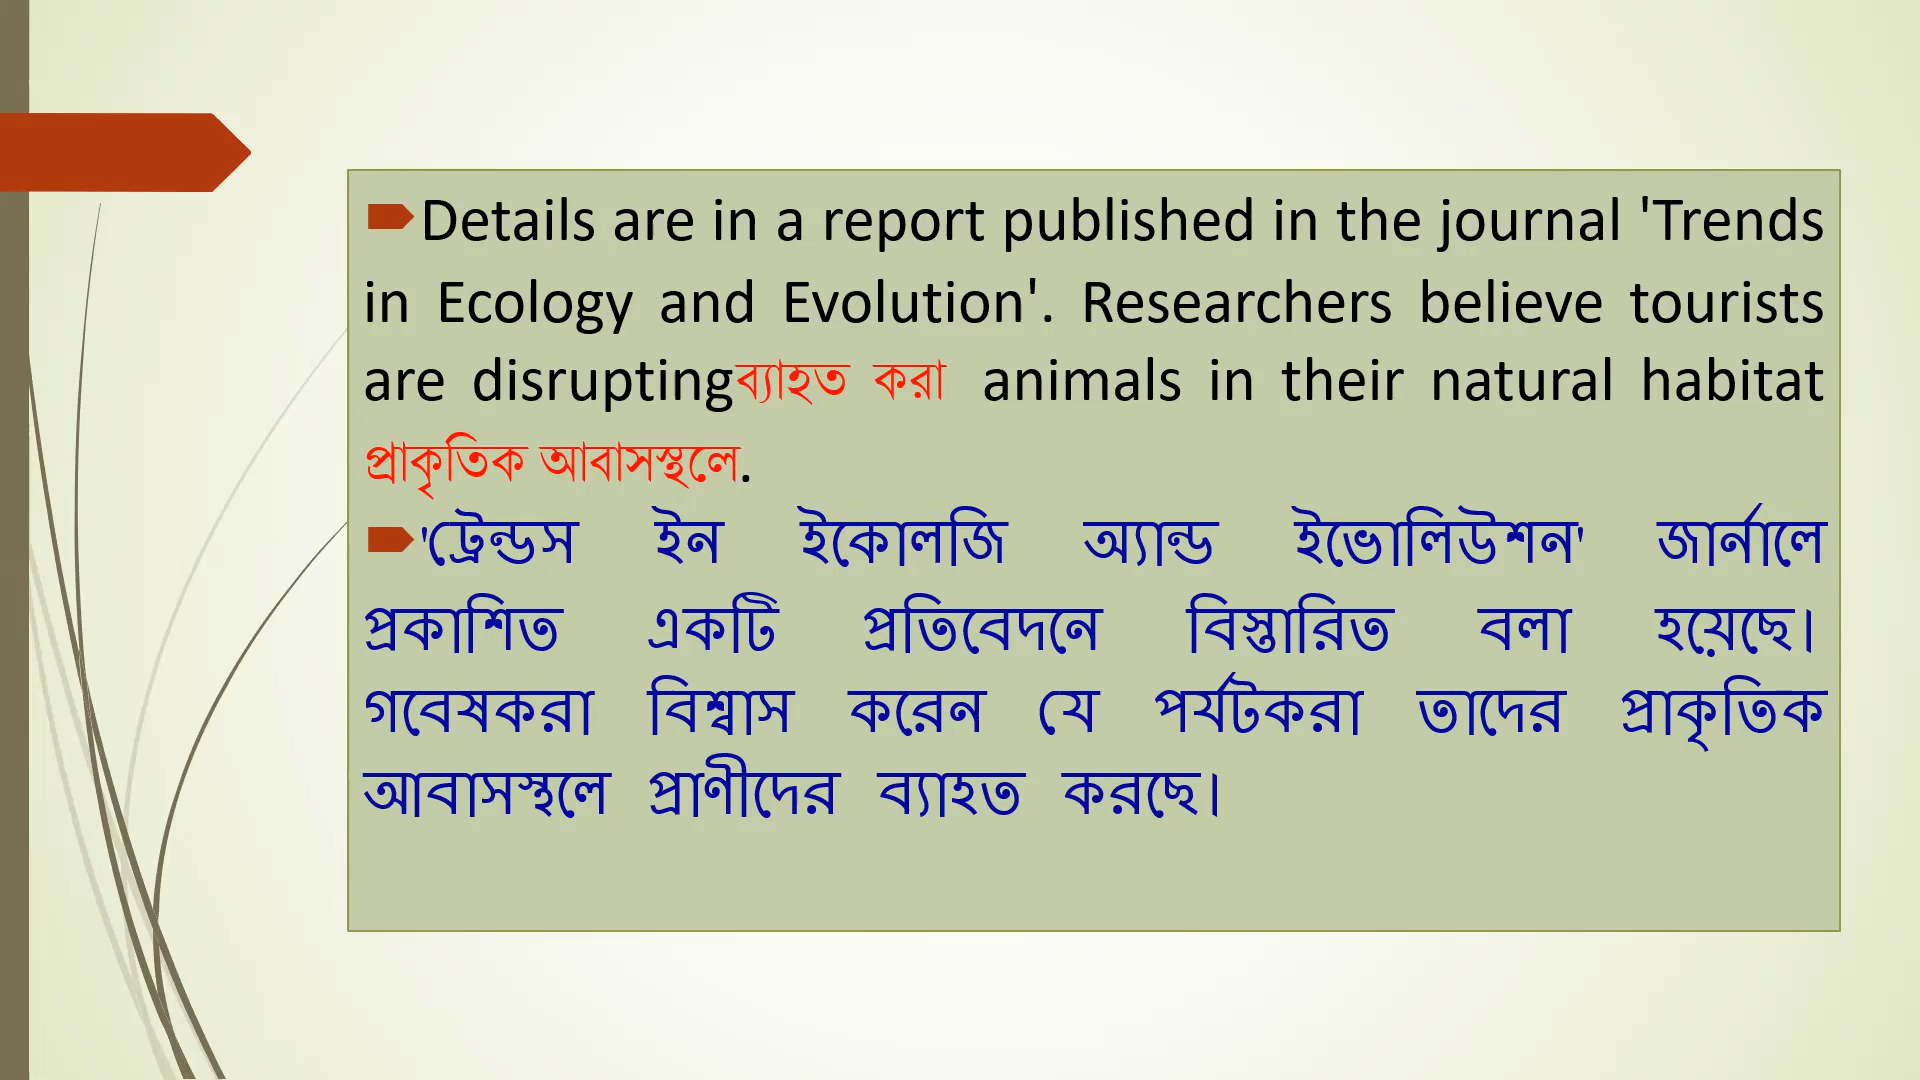 Details are in a report published in the journal 'Trends
in Ecology and Evolution'. Researchers believe tourists
are disruptingব্যাহত করা animals in their natural habitat
প্রাকৃতিক আবাসস্থলে.
'ট্রেন্ডস ইন ইকোলজি অ্যান্ড ইভোলিউশন' জার্নালে
প্রকাশিত একটি প্রতিবেদনে বিস্তারিত বলা হয়েছে।
গবেষকরা বিশ্বাস করেন যে পর্যটকরা তাদের প্রাকৃতিক
আবাসস্থলে প্রাণীদের ব্যাহত করছে।